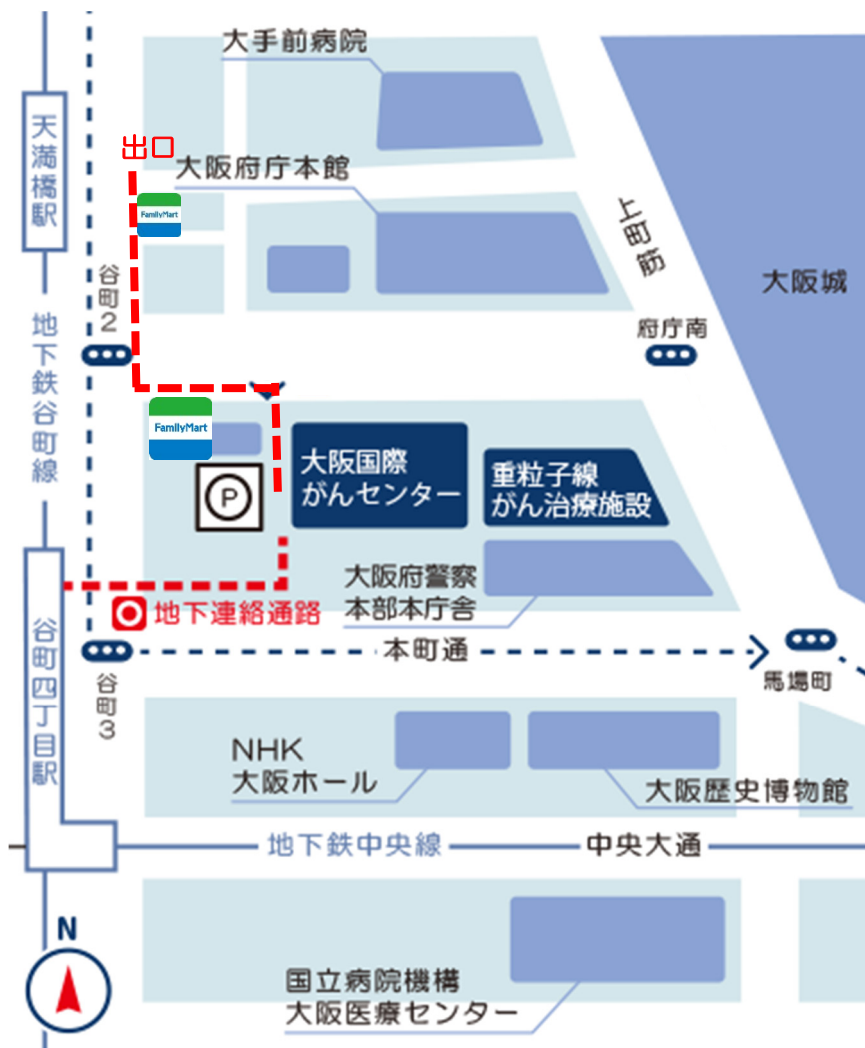 大手前病院
天満橋駅
出口
大阪府庁本館
FamilyMart
上町筋
大阪城
谷町2
府庁南
地下鉄谷町線
FamilyMart
大阪国際
がんセンター
重粒子線
がん治療施設
P
大阪府警察
本部本庁舎
地下連絡通路
谷町四丁目駅
本町通
谷町3
馬場町
NHK
大阪ホール
大阪歴史博物館
地下鉄中央線
中央大通
N
国立病院機構
大阪医療センター